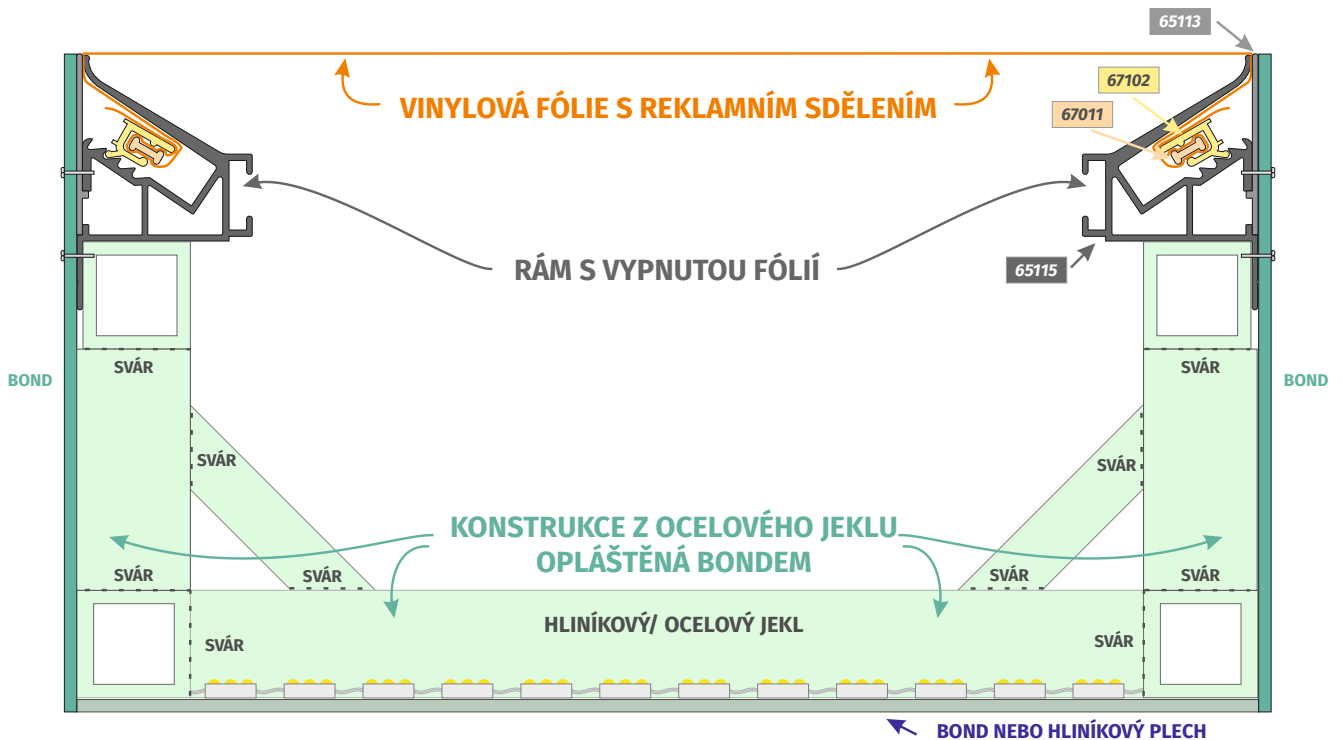 65113
67102
VINYLOVÁ FÓLIE S REKLAMNÍM SDĚLENÍM
67011
RÁM S VYPNUTOU FÓLIÍ
65115
SVÁR
SVÁR
BOND
BOND
SVÁR
SVÁR
KONSTRUKCE Z OCELOVÉHO JEKLU
OPLÁŠTĚNÁ BONDEM
SVÁR
SVÁR
SVÁR
SVÁR
HLINÍKOVÝ/ OCELOVÝ JEKL
SVÁR
SVÁR
BOND NEBO HLINÍKOVÝ PLECH